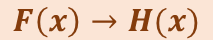 F(x) → H(x)